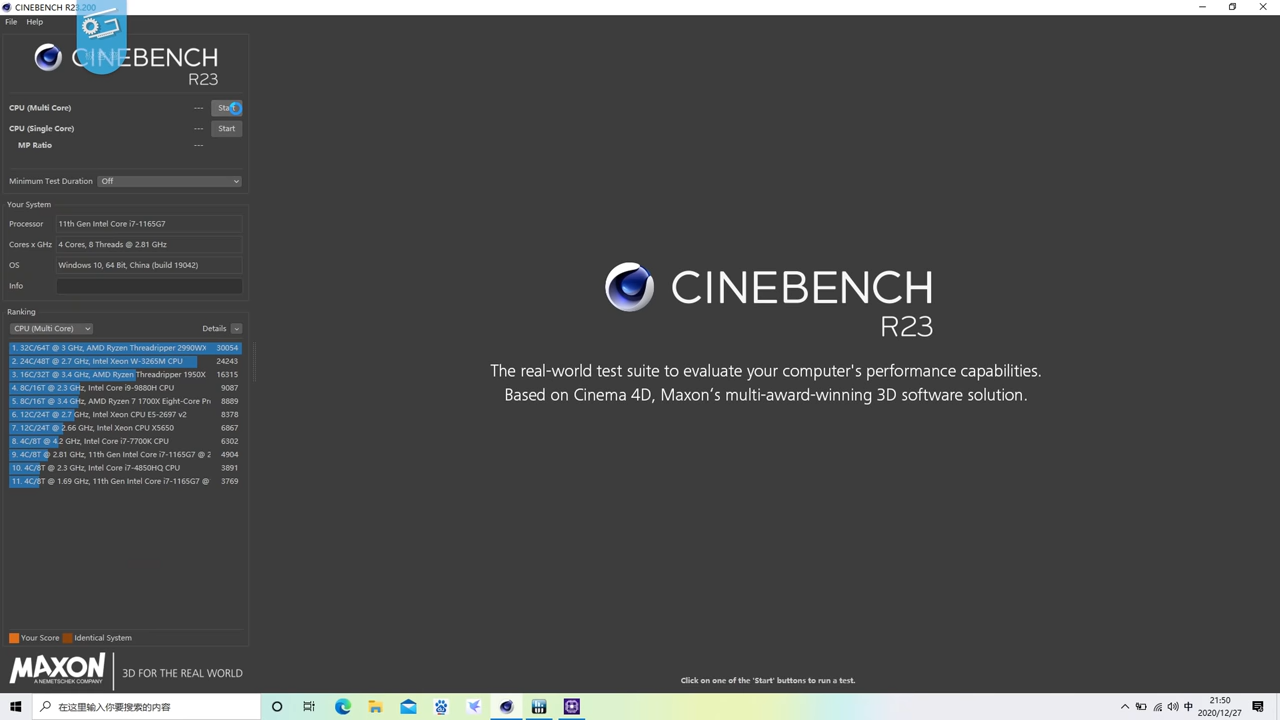 CINEBENCH R23.200
File Help
CINEBENCH
R23
CPU (Multi Core) --- Start
CPU (Single Core) --- Start
MP Ratio ---
Minimum Test Duration Off
Your System
Processor 11th Gen Intel Core i7-1165G7
Cores x GHz 4 Cores, 8 Threads @ 2.81 GHz
OS Windows 10, 64 Bit, China (build 19042)
Info
Ranking
CPU (Multi Core) Details
1. 32C/64T @ 3 GHz, AMD Ryzen Threadripper 2990WX 30054
2. 24C/48T @ 2.7 GHz, Intel Xeon W-3265M CPU 24243
3. 16C/32T @ 3.4 GHz, AMD Ryzen Threadripper 1950X 16315
4. 8C/16T @ 2.3 GHz, Intel Core i9-9880H CPU 9087
5. 8C/16T @ 3.4 GHz, AMD Ryzen 7 1700X Eight-Core Pr 8889
6. 12C/24T @ 2.7 GHz, Intel Xeon CPU E5-2697 v2 8378
7. 12C/24T @ 2.66 GHz, Intel Xeon CPU X5650 6867
8. 4C/8T @ 4.2 GHz, Intel Core i7-7700K CPU 6302
9. 4C/8T @ 2.81 GHz, 11th Gen Intel Core i7-1165G7 @ 2 4904
10. 4C/8T @ 2.3 GHz, Intel Core i7-4850HQ CPU 3891
11. 4C/8T @ 1.69 GHz, 11th Gen Intel Core i7-1165G7 @ 3769
Your Score Identical System
MAXON
A NEMETSCHEK COMPANY
3D FOR THE REAL WORLD
CINEBENCH
R23
The real-world test suite to evaluate your computer's performance capabilities.
Based on Cinema 4D, Maxon's multi-award-winning 3D software solution.
Click on one of the 'Start' buttons to run a test.
在这里输入你要搜索的内容
中
21:50
2020/12/27